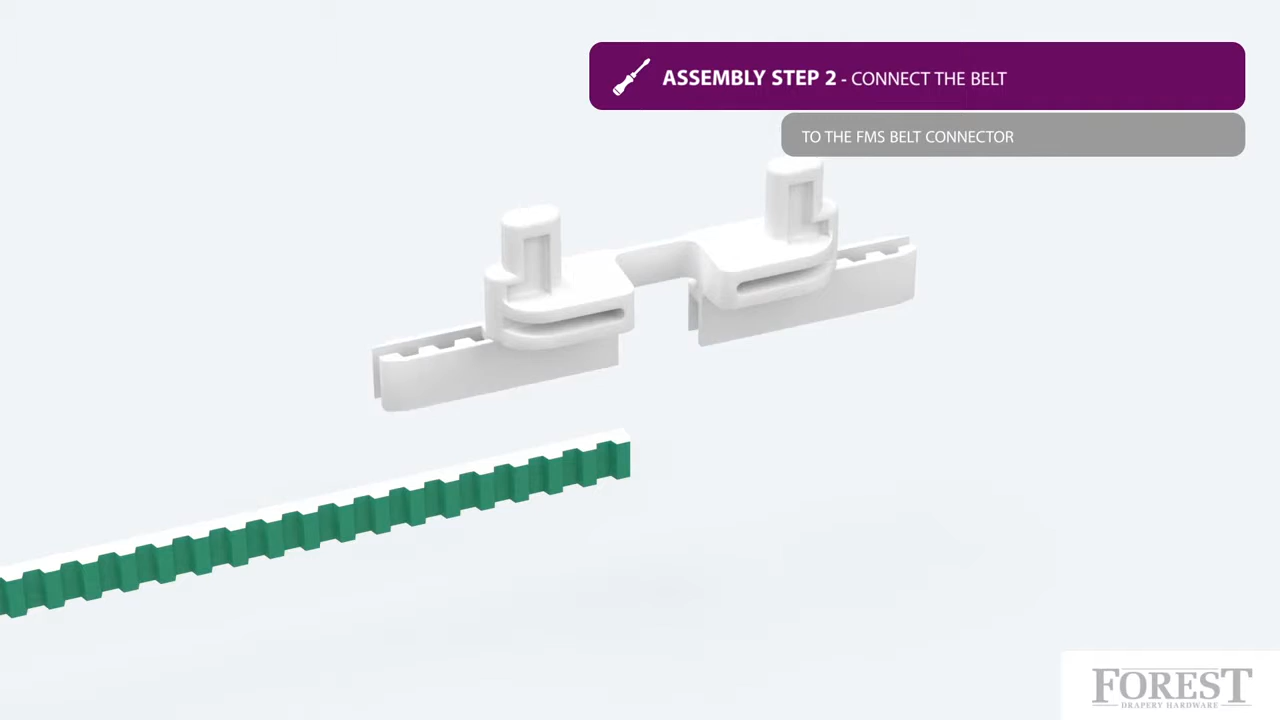 ASSEMBLY STEP 2 - CONNECT THE BELT
TO THE FMS BELT CONNECTOR
FOREST
DRAPERY HARDWARE